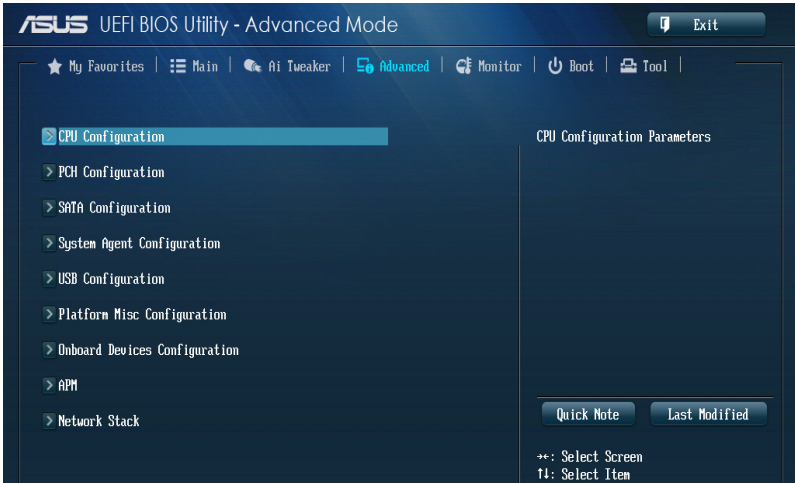 ASUS UEFI BIOS Utility - Advanced Mode
Exit
My Favorites | Main | Ai Tweaker | Advanced | Monitor | Boot | Tool |
CPU Configuration
CPU Configuration Parameters
PCH Configuration
SATA Configuration
System Agent Configuration
USB Configuration
Platform Misc Configuration
Onboard Devices Configuration
APM
Network Stack
Quick Note
Last Modified
→←: Select Screen
↑↓: Select Item